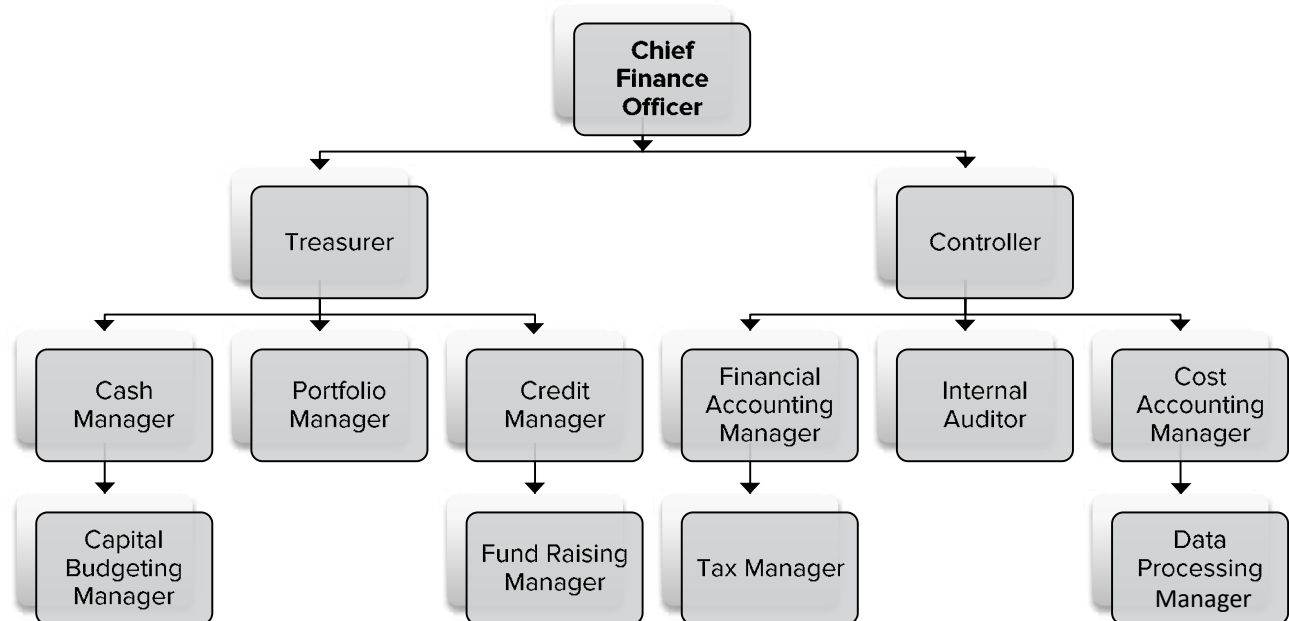 Chief
Finance
Officer
Treasurer
Controller
Cash
Manager
Portfolio
Manager
Credit
Manager
Financial
Accounting
Manager
Internal
Auditor
Cost
Accounting
Manager
Capital
Budgeting
Manager
Fund Raising
Manager
Tax Manager
Data
Processing
Manager